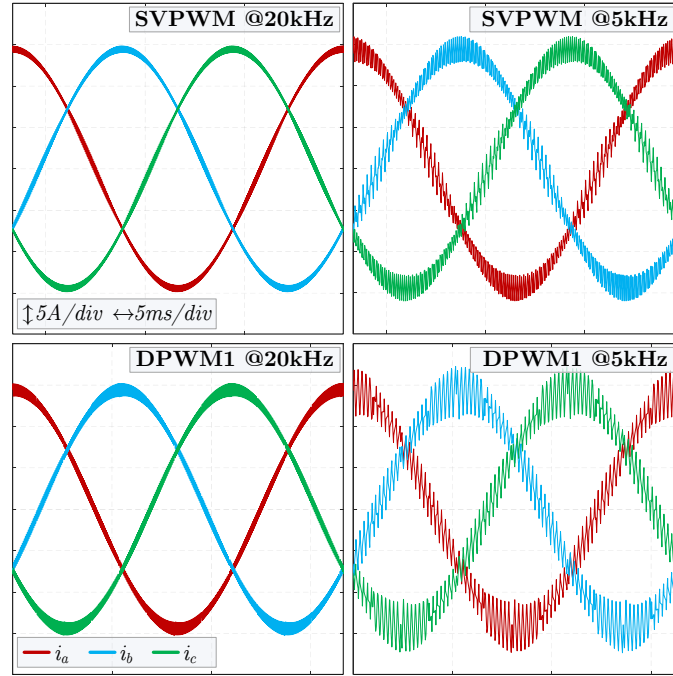 SVPWM @20kHz
SVPWM @5kHz
↕5A/div ↔5ms/div
DPWM1 @20kHz
DPWM1 @5kHz
i_a i_b i_c